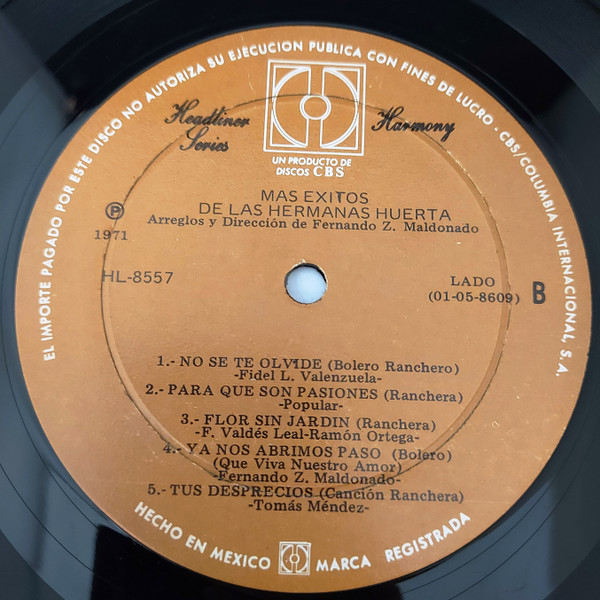 EL IMPORTE PAGADO POR ESTE DISCO NO AUTORIZA SU EJECUCION PUBLICA CON FINES DE LUCRO - CBS/COLUMBIA INTERNACIONAL, S.A.
Headliner Series
Harmony
UN PRODUCTO DE
DISCOS CBS
MAS EXITOS
DE LAS HERMANAS HUERTA
Arreglos y Dirección de Fernando Z. Maldonado
P
1971
HL-8557
LADO B
(01-05-8609)
1.- NO SE TE OLVIDE (Bolero Ranchero)
-Fidel L. Valenzuela-
2.- PARA QUE SON PASIONES (Ranchera)
-Popular-
3.- FLOR SIN JARDIN (Ranchera)
-F. Valdés Leal-Ramón Ortega-
4.- YA NOS ABRIMOS PASO (Bolero)
(Que Viva Nuestro Amor)
-Fernando Z. Maldonado-
5.- TUS DESPRECIOS (Canción Ranchera)
-Tomás Méndez-
HECHO EN MEXICO MARCA REGISTRADA